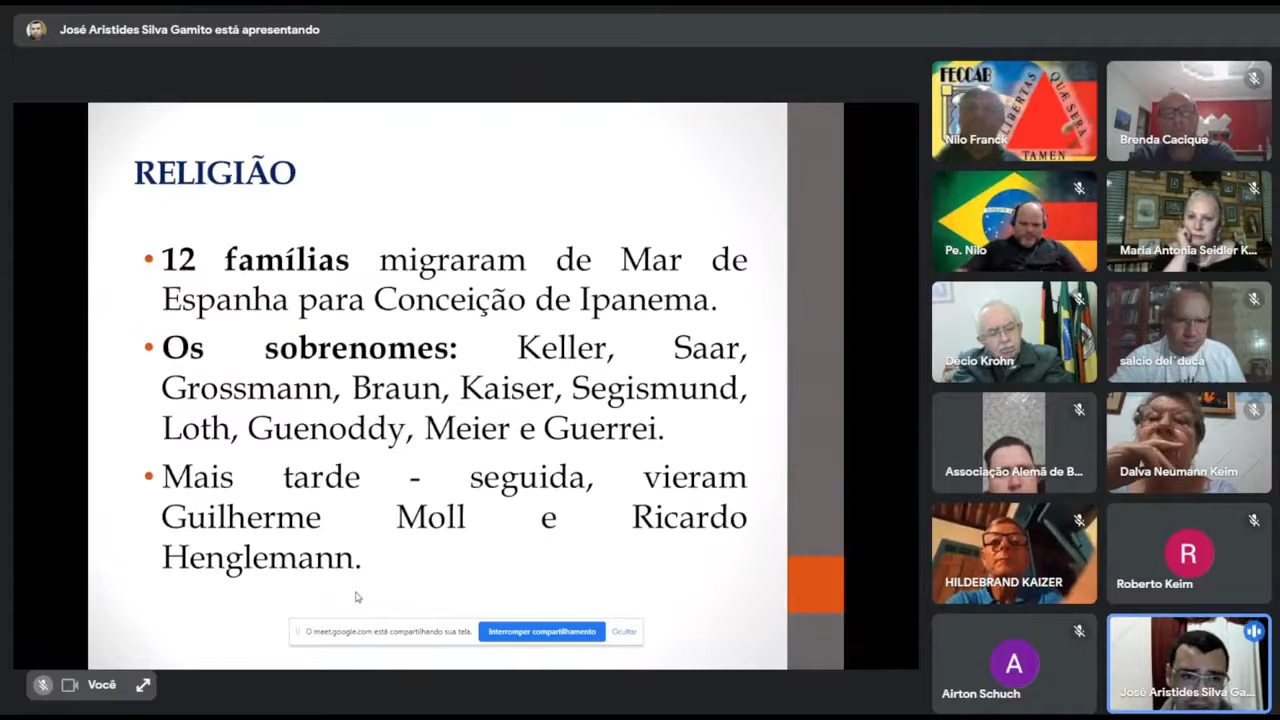 José Aristides Silva Gamito está apresentando
RELIGIÃO
• 12 famílias migraram de Mar de
Espanha para Conceição de Ipanema.
• Os sobrenomes: Keller, Saar,
Grossmann, Braun, Kaiser, Segismund,
Loth, Guenoddy, Meier e Guerrei.
• Mais tarde - seguida, vieram
Guilherme Moll e Ricardo
Henglemann.
O meet.google.com está compartilhando sua tela.
Interromper compartilhamento
Ocultar
Você
FECCAB
LIBERTAS
QUÆ SERA
TAMEN
Nilo Franck
Brenda Cacique
Pe. Nilo
Maria Antonia Seidler K...
Décio Krohn
salcio del´duca
Associação Alemã de B...
Dalva Neumann Keim
HILDEBRAND KAIZER
R
Roberto Keim
A
Airton Schuch
José Aristides Silva Ga...